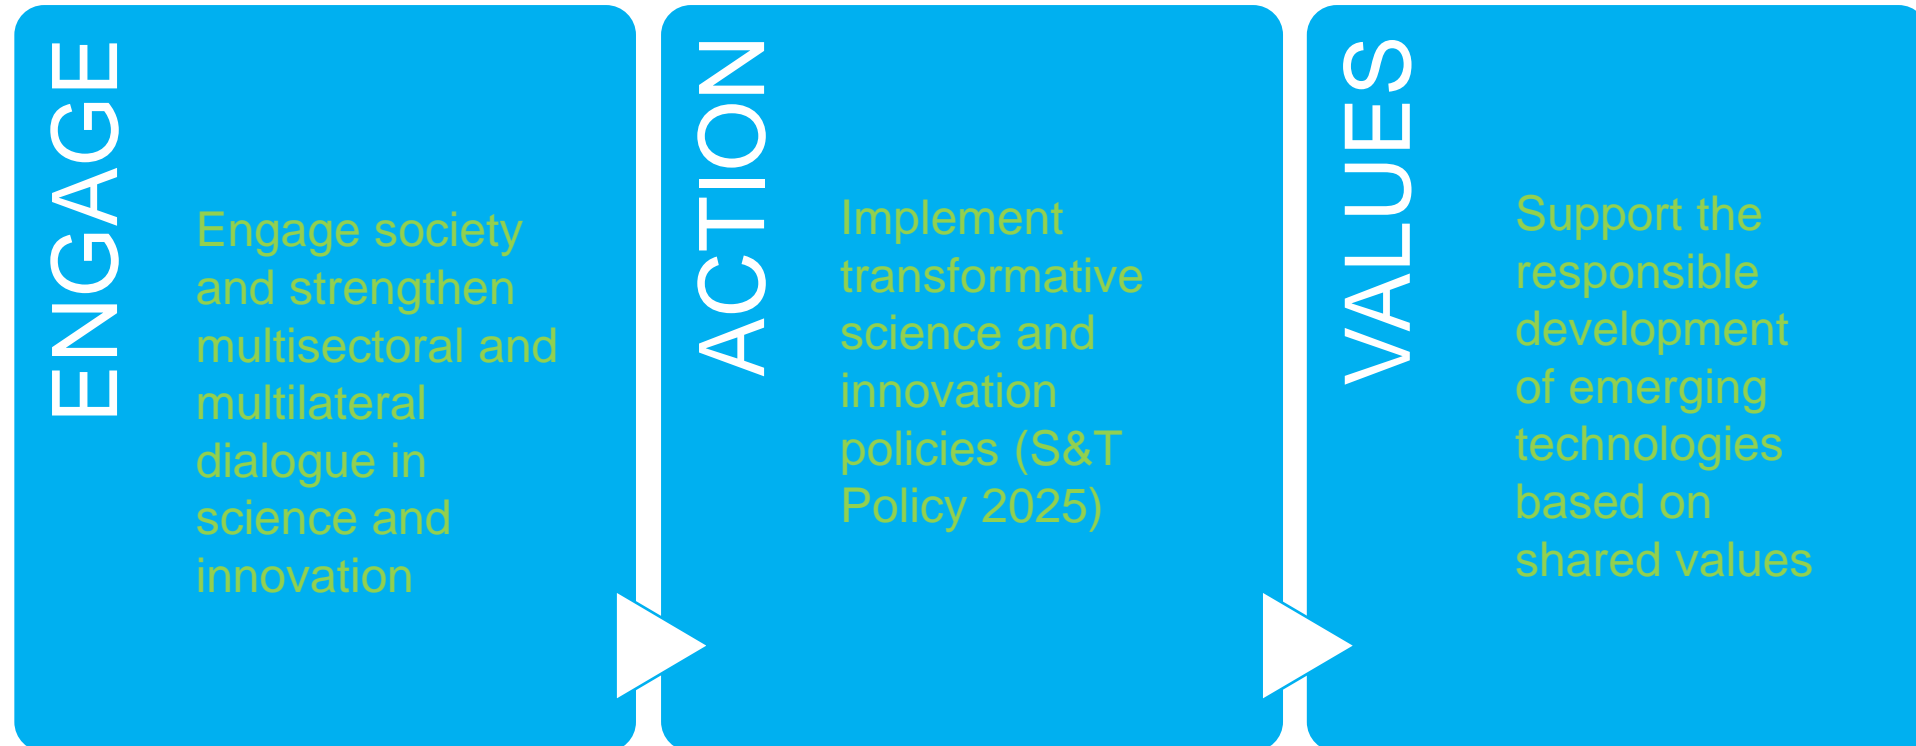 ENGAGE
Engage society
and strengthen
multisectoral and
multilateral
dialogue in
science and
innovation
ACTION
Implement
transformative
science and
innovation
policies (S&T
Policy 2025)
VALUES
Support the
responsible
development
of emerging
technologies
based on
shared values